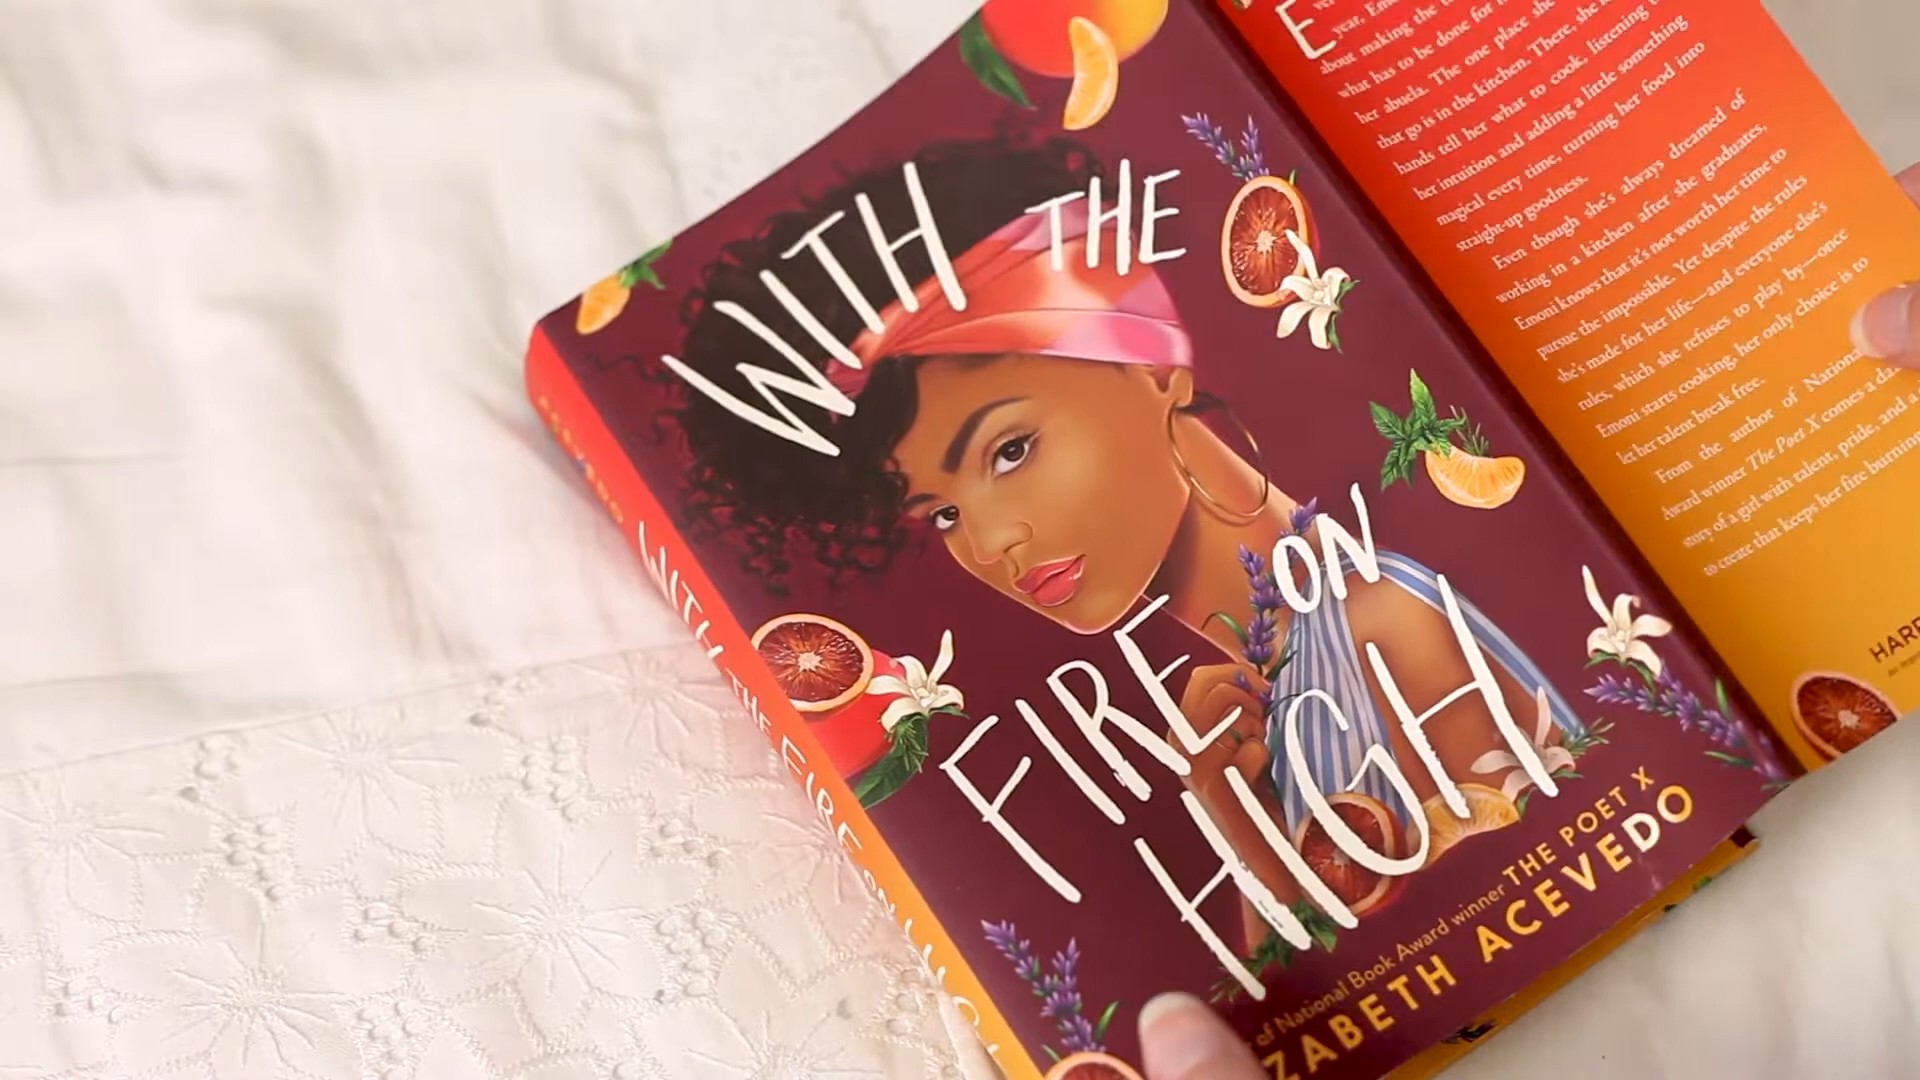 WITH THE
FIRE ON
HIGH
of National Book Award winner THE POET X
ZABETH ACEVEDO
ACEVEDO WITH THE FIRE ON HIGH
E ver
year, Em
about making the
what has to be done for
her abuela. The one place she
that go is in the kitchen. There, she
hands tell her what to cook, listening
her intuition and adding a little something
magical every time, turning her food into
straight-up goodness.
Even though she's always dreamed of
working in a kitchen after she graduates,
Emoni knows that it's not worth her time to
pursue the impossible. Yet despite the rules
she's made for her life—and everyone else's
rules, which she refuses to play by—once
Emoni starts cooking, her only choice is to
let her talent break free.
From the author of National
Award winner The Poet X comes a
story of a girl with talent, pride, and a
to create that keeps her fire burning
HAR